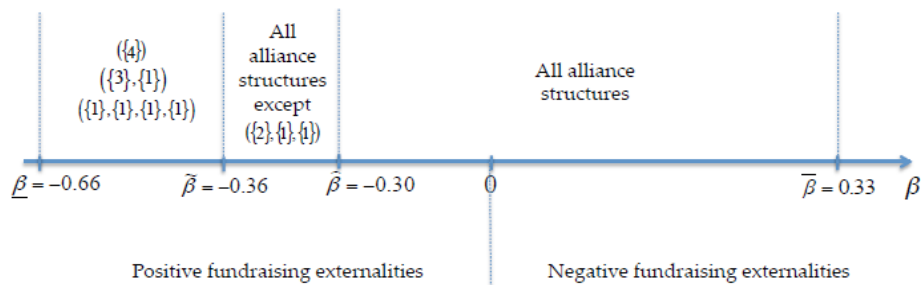 ({4})
({3},{1})
({1},{1},{1},{1})
All
alliance
structures
except
({2},{1},{1})
All alliance
structures
β = −0.66
β̃ = −0.36
β̂ = −0.30
0
β̅ = 0.33
β
Positive fundraising externalities
Negative fundraising externalities